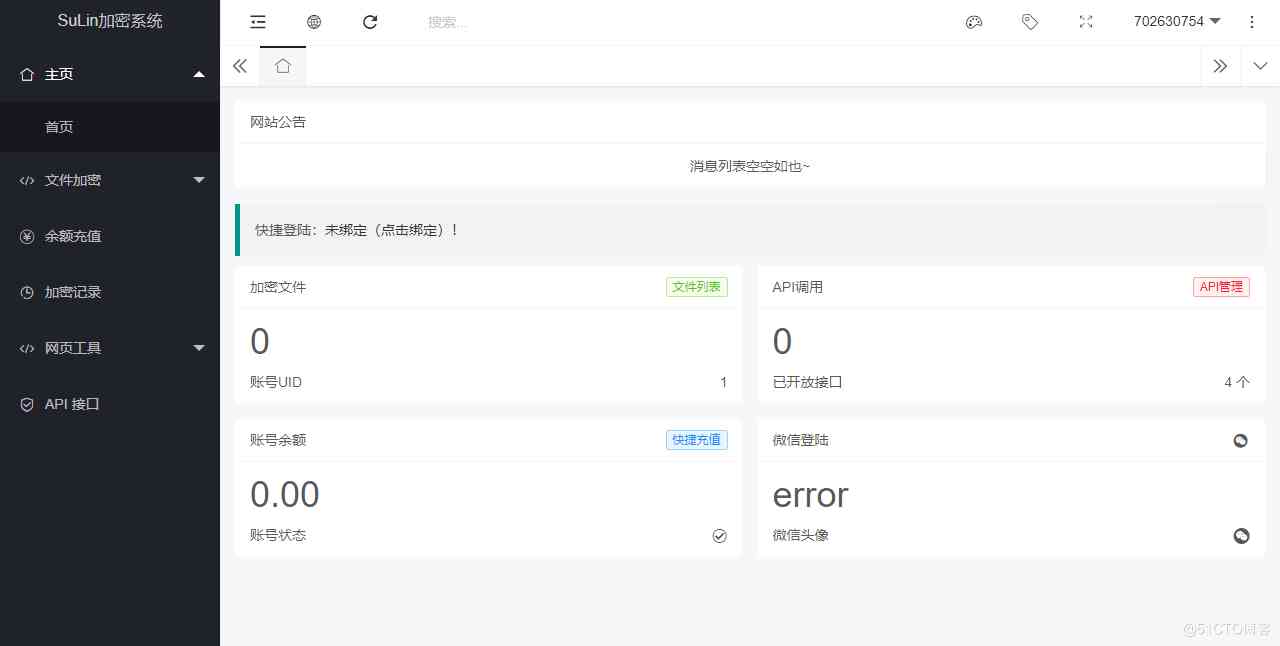 SuLin加密系统
搜索...
702630754
主页
首页
文件加密
余额充值
加密记录
网页工具
API 接口
网站公告
消息列表空空如也~
快捷登陆：未绑定（点击绑定）！
加密文件 文件列表
0
账号UID 1
API调用 API管理
0
已开放接口 4 个
账号余额 快捷充值
0.00
账号状态
微信登陆
error
微信头像
@51CTO博客